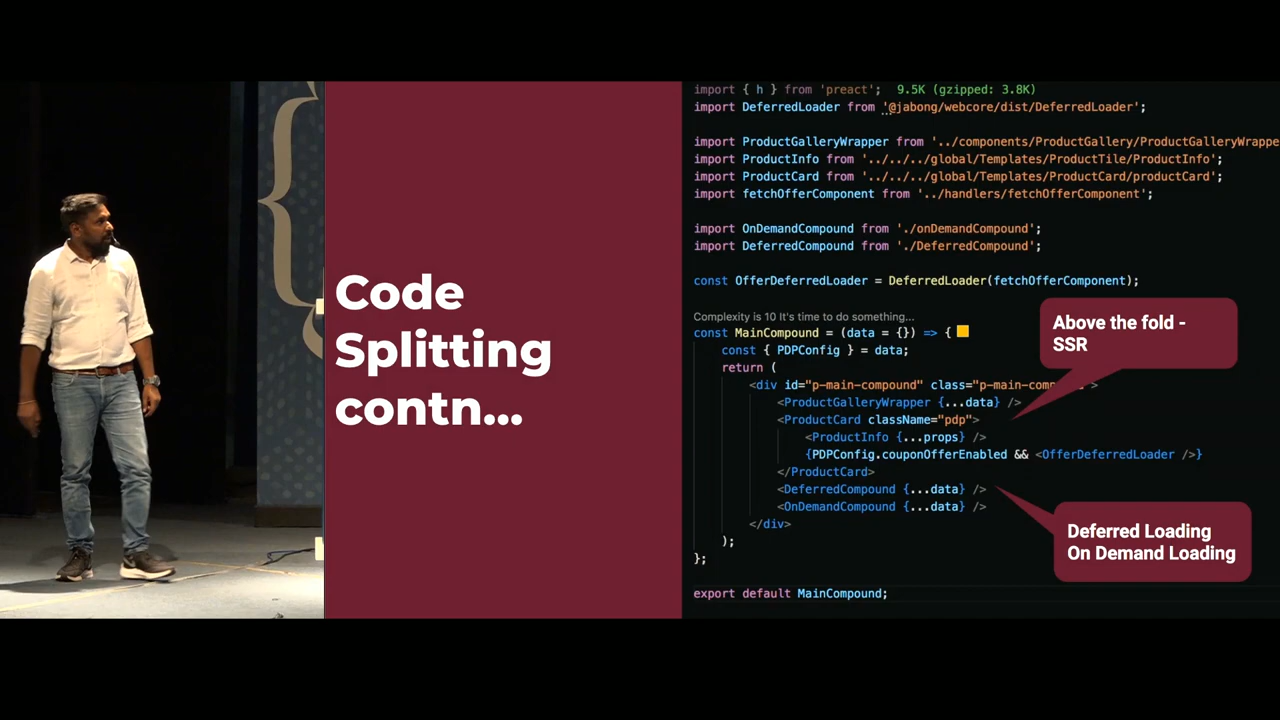 Code
Splitting
contn...
import { h } from 'preact';  9.5K (gzipped: 3.8K)
import DeferredLoader from '@jabong/webcore/dist/DeferredLoader';
import ProductGalleryWrapper from '../components/ProductGallery/ProductGalleryWrappe
import ProductInfo from '../../../global/Templates/ProductTile/ProductInfo';
import ProductCard from '../../../global/Templates/ProductCard/productCard';
import fetchOfferComponent from '../handlers/fetchOfferComponent';
import OnDemandCompound from './onDemandCompound';
import DeferredCompound from './DeferredCompound';
const OfferDeferredLoader = DeferredLoader(fetchOfferComponent);
Complexity is 10 It's time to do something...
const MainCompound = (data = {}) => {
const { PDPConfig } = data;
return (
<div id="p-main-compound" class="p-main-comp
<ProductGalleryWrapper {...data} />
<ProductCard className="pdp">
<ProductInfo {...props} />
{PDPConfig.couponOfferEnabled && <OfferDeferredLoader />}
</ProductCard>
<DeferredCompound {...data} />
<OnDemandCompound {...data} />
</div>
);
};
export default MainCompound;
Above the fold -
SSR
Deferred Loading
On Demand Loading